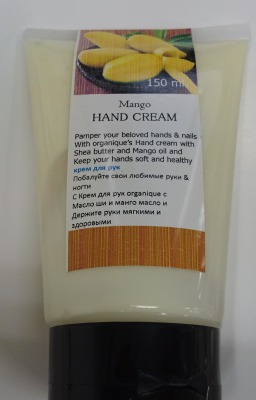 150 ml
Mango
HAND CREAM
Pamper your beloved hands & nails
With organique's Hand cream with
Shea butter and Mango oil and
Keep your hands soft and healthy
крем для рук
Побалуйте свои любимые руки &
ногти
С Крем для рук organique с
Масло ши и манго масло и
Держите руки мягкими и
здоровыми